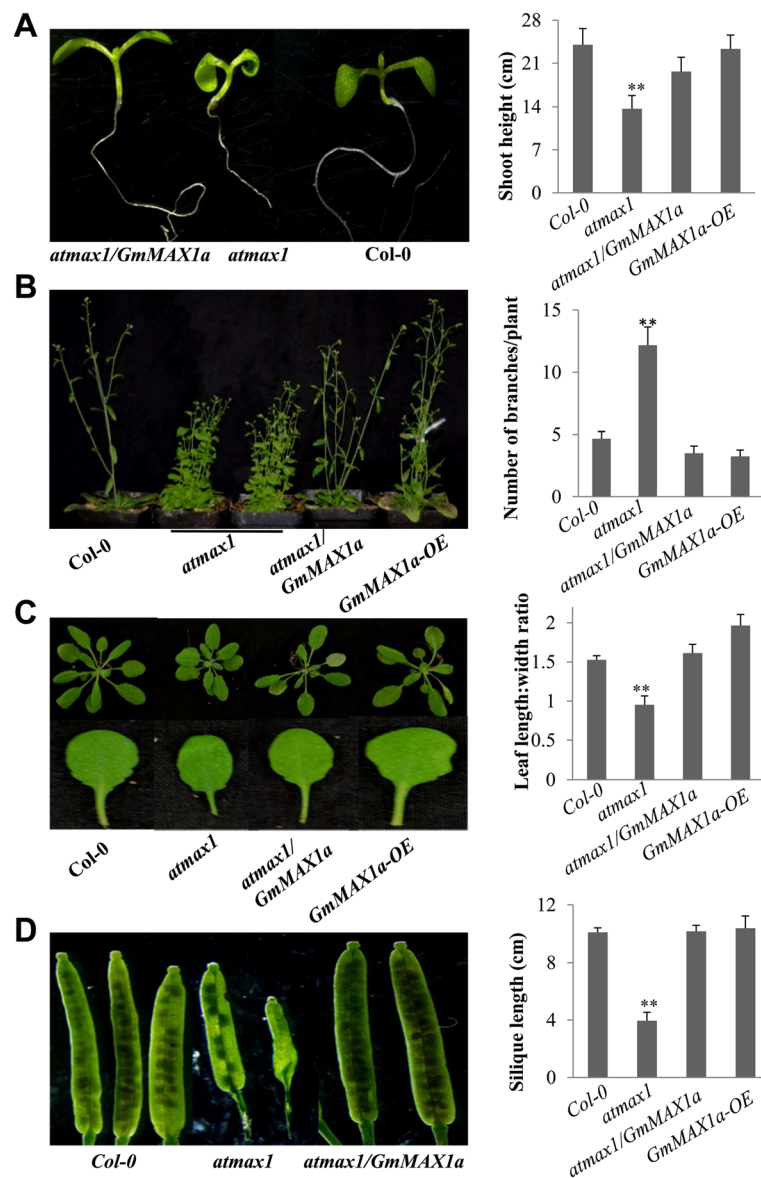 A
atmax1/GmMAX1a atmax1 Col-0
Shoot height (cm)
28
21
14
7
0
**
Col-0
atmax1
atmax1/GmMAX1a
GmMAX1a-OE
B
Col-0
atmax1
atmax1/
GmMAX1a
GmMAX1a-OE
Number of branches/plant
15
10
5
0
**
Col-0
atmax1
atmax1/GmMAX1a
GmMAX1a-OE
C
Col-0
atmax1
atmax1/
GmMAX1a
GmMAX1a-OE
Leaf length:width ratio
2
1.5
1
0.5
0
**
Col-0
atmax1
atmax1/GmMAX1a
GmMAX1a-OE
D
Col-0 atmax1 atmax1/GmMAX1a
Silique length (cm)
12
8
4
0
**
Col-0
atmax1
atmax1/GmMAX1a
GmMAX1a-OE